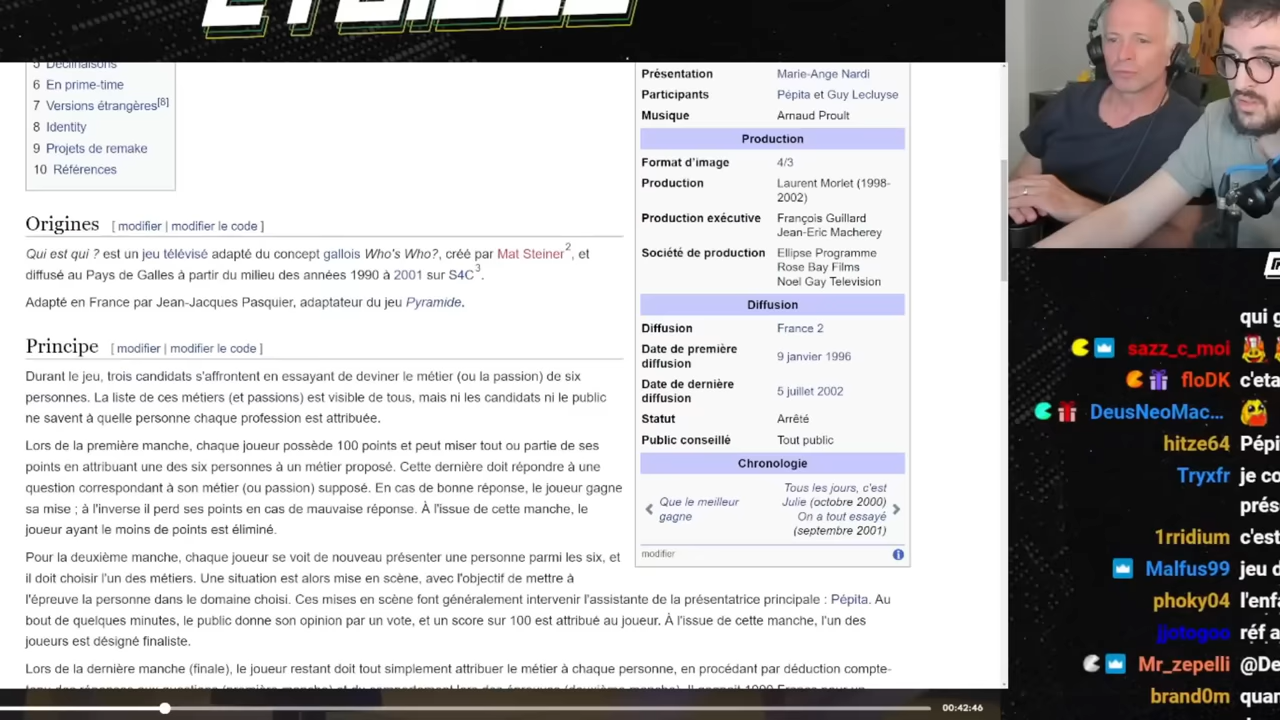 5 Déclinaisons
6 En prime-time
7 Versions étrangères[8]
8 Identity
9 Projets de remake
10 Références
Origines [ modifier | modifier le code ]
Qui est qui ? est un jeu télévisé adapté du concept gallois Who's Who?, créé par Mat Steiner2, et
diffusé au Pays de Galles à partir du milieu des années 1990 à 2001 sur S4C3.
Adapté en France par Jean-Jacques Pasquier, adaptateur du jeu Pyramide.
Principe [ modifier | modifier le code ]
Durant le jeu, trois candidats s'affrontent en essayant de deviner le métier (ou la passion) de six
personnes. La liste de ces métiers (et passions) est visible de tous, mais ni les candidats ni le public
ne savent à quelle personne chaque profession est attribuée.
Lors de la première manche, chaque joueur possède 100 points et peut miser tout ou partie de ses
points en attribuant une des six personnes à un métier proposé. Cette dernière doit répondre à une
question correspondant à son métier (ou passion) supposé. En cas de bonne réponse, le joueur gagne
sa mise ; à l'inverse il perd ses points en cas de mauvaise réponse. À l'issue de cette manche, le
joueur ayant le moins de points est éliminé.
Pour la deuxième manche, chaque joueur se voit de nouveau présenter une personne parmi les six, et
il doit choisir l'un des métiers. Une situation est alors mise en scène, avec l'objectif de mettre à
l'épreuve la personne dans le domaine choisi. Ces mises en scène font généralement intervenir l'assistante de la présentatrice principale : Pépita. Au
bout de quelques minutes, le public donne son opinion par un vote, et un score sur 100 est attribué au joueur. À l'issue de cette manche, l'un des
joueurs est désigné finaliste.
Lors de la dernière manche (finale), le joueur restant doit tout simplement attribuer le métier à chaque personne, en procédant par déduction compte-
Présentation Marie-Ange Nardi
Participants Pépita et Guy Lecluyse
Musique Arnaud Proult
Production
Format d'image 4/3
Production Laurent Morlet (1998-
2002)
Production exécutive François Guillard
Jean-Eric Macherey
Société de production Ellipse Programme
Rose Bay Films
Noel Gay Television
Diffusion
Diffusion France 2
Date de première
diffusion 9 janvier 1996
Date de dernière
diffusion 5 juillet 2002
Statut Arrêté
Public conseillé Tout public
Chronologie
Que le meilleur
gagne
Tous les jours, c'est
Julie (octobre 2000)
On a tout essayé
(septembre 2001)
modifier
00:42:46
qui
sazz_c_moi
floDK c'eta
DeusNeoMac...
hitze64 Pépi
Tryxfr je co
prés
1rridium c'est
Malfus99 jeu d
phoky04 l'enfa
jjotogoo réf a
Mr_zepelli @De
brand0m quan